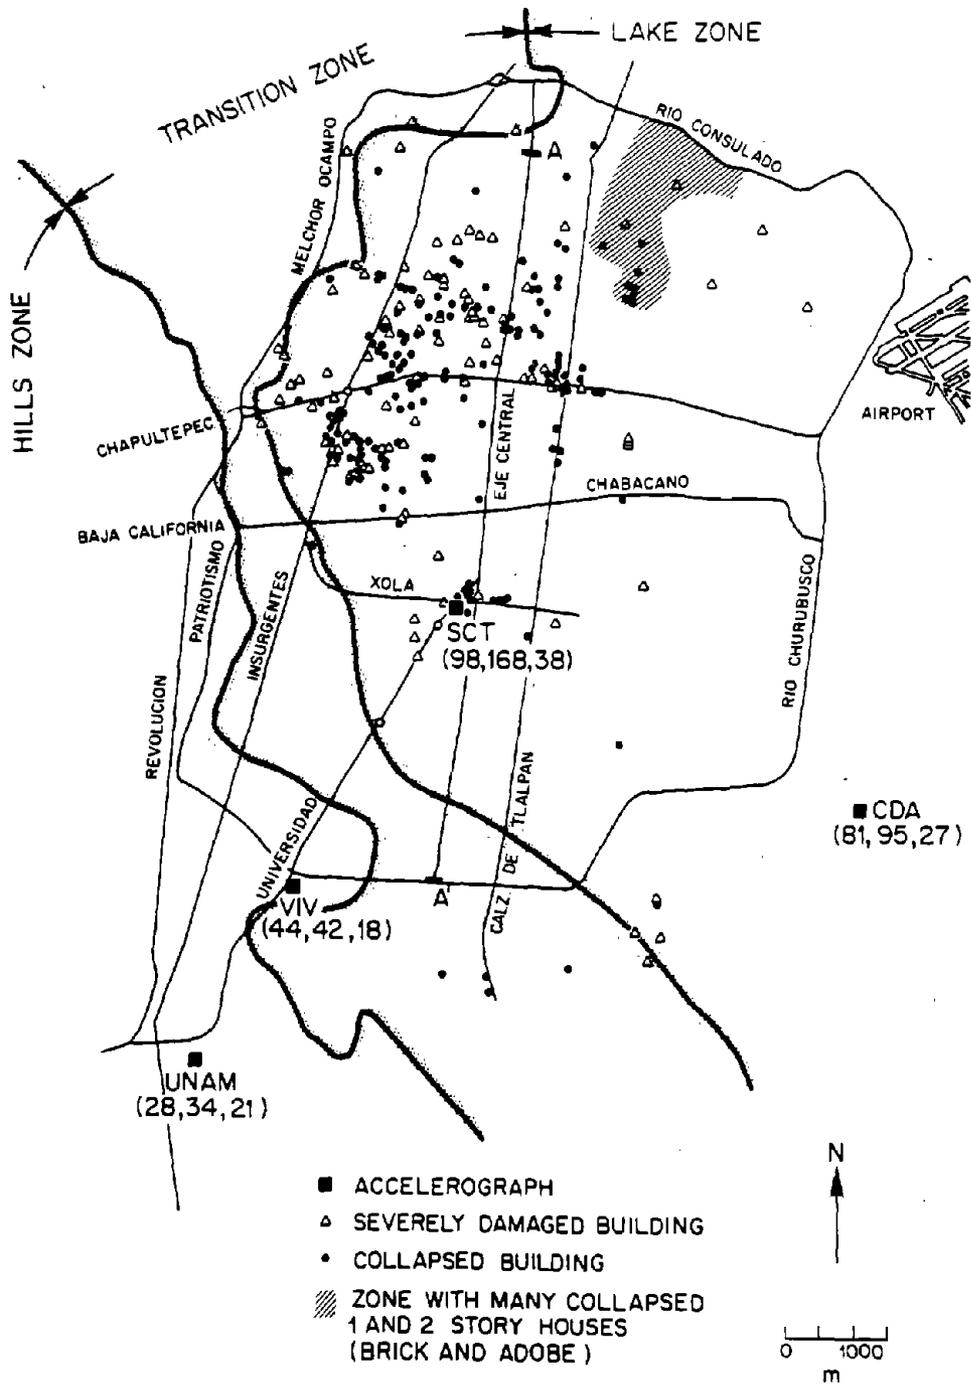 LAKE ZONE
TRANSITION ZONE
HILLS ZONE
MELCHOR OCAMPO
RIO CONSULADO
A
AIRPORT
CHAPULTEPEC
EJE CENTRAL
CHABACANO
BAJA CALIFORNIA
PATRIOTISMO
INSURGENTES
XOLA
SCT
(98,168,38)
RIO CHURUBUSCO
REVOLUCION
CALZ. DE TLALPAN
UNIVERSIDAD
CDA
(81,95,27)
A'
VIV
(44,42,18)
UNAM
(28,34,21)
N
ACCELEROGRAPH
SEVERELY DAMAGED BUILDING
COLLAPSED BUILDING
ZONE WITH MANY COLLAPSED
1 AND 2 STORY HOUSES
(BRICK AND ADOBE)
0 1000
m